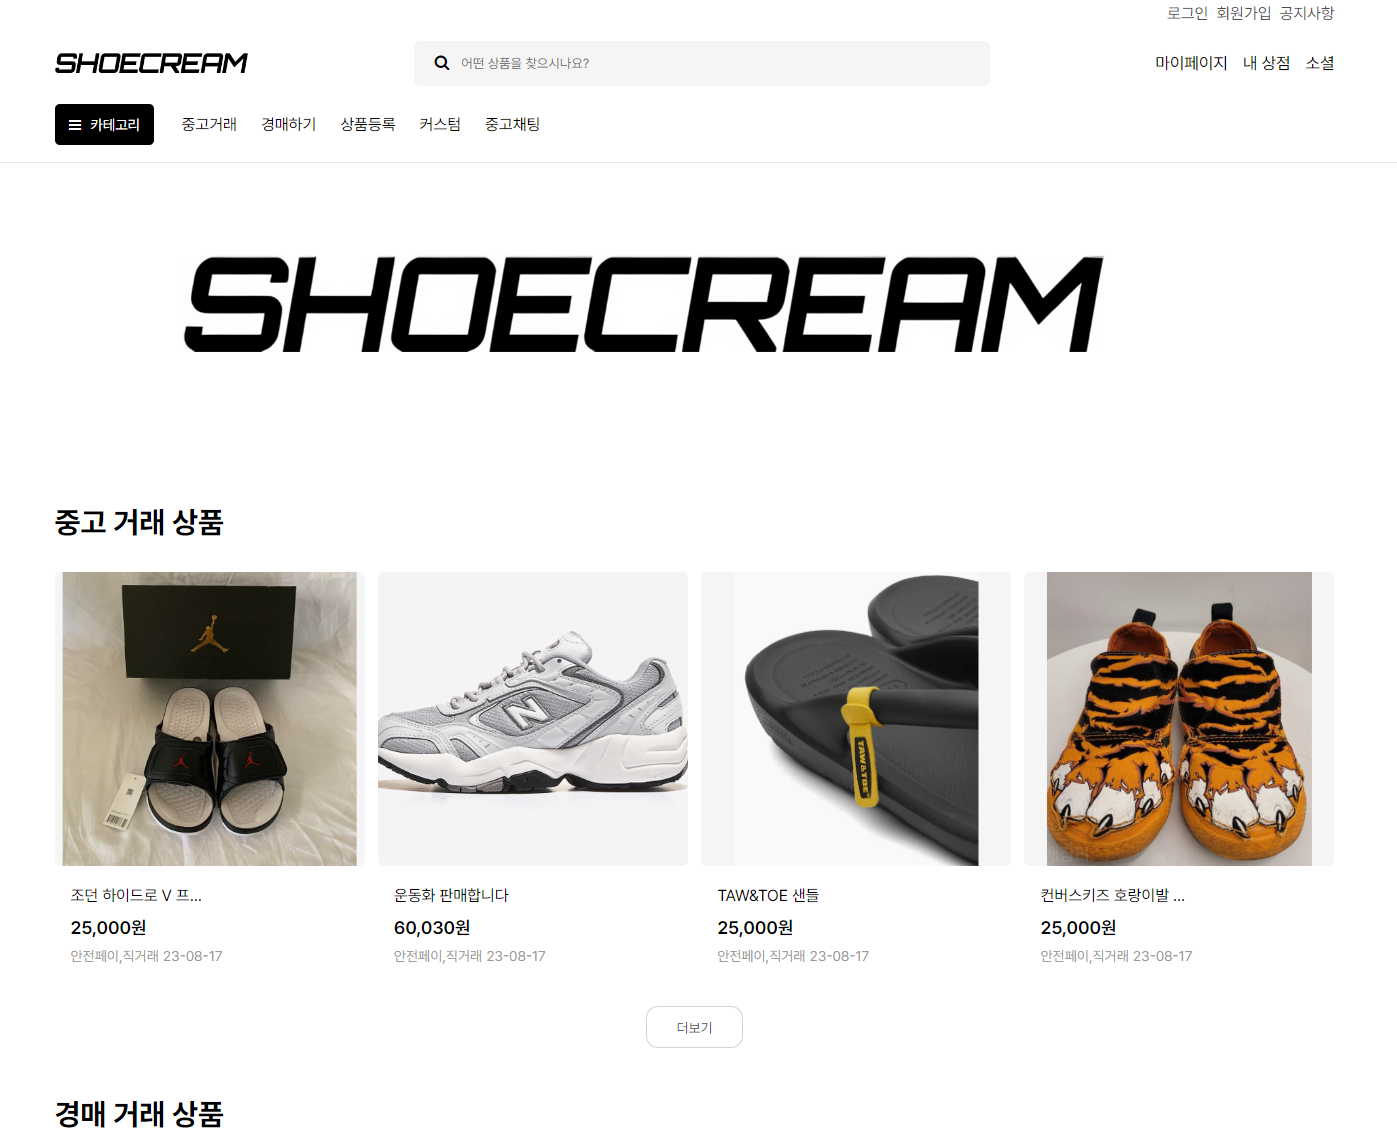 로그인 회원가입 공지사항
SHOECREAM
어떤 상품을 찾으시나요?
마이페이지 내 상점 소셜
카테고리
중고거래 경매하기 상품등록 커스텀 중고채팅
SHOECREAM
중고 거래 상품
N
TAW&TOE
조던 하이드로 V 프...
25,000원
안전페이,직거래 23-08-17
운동화 판매합니다
60,030원
안전페이,직거래 23-08-17
TAW&TOE 샌들
25,000원
안전페이,직거래 23-08-17
컨버스키즈 호랑이발 ...
25,000원
안전페이,직거래 23-08-17
더보기
경매 거래 상품